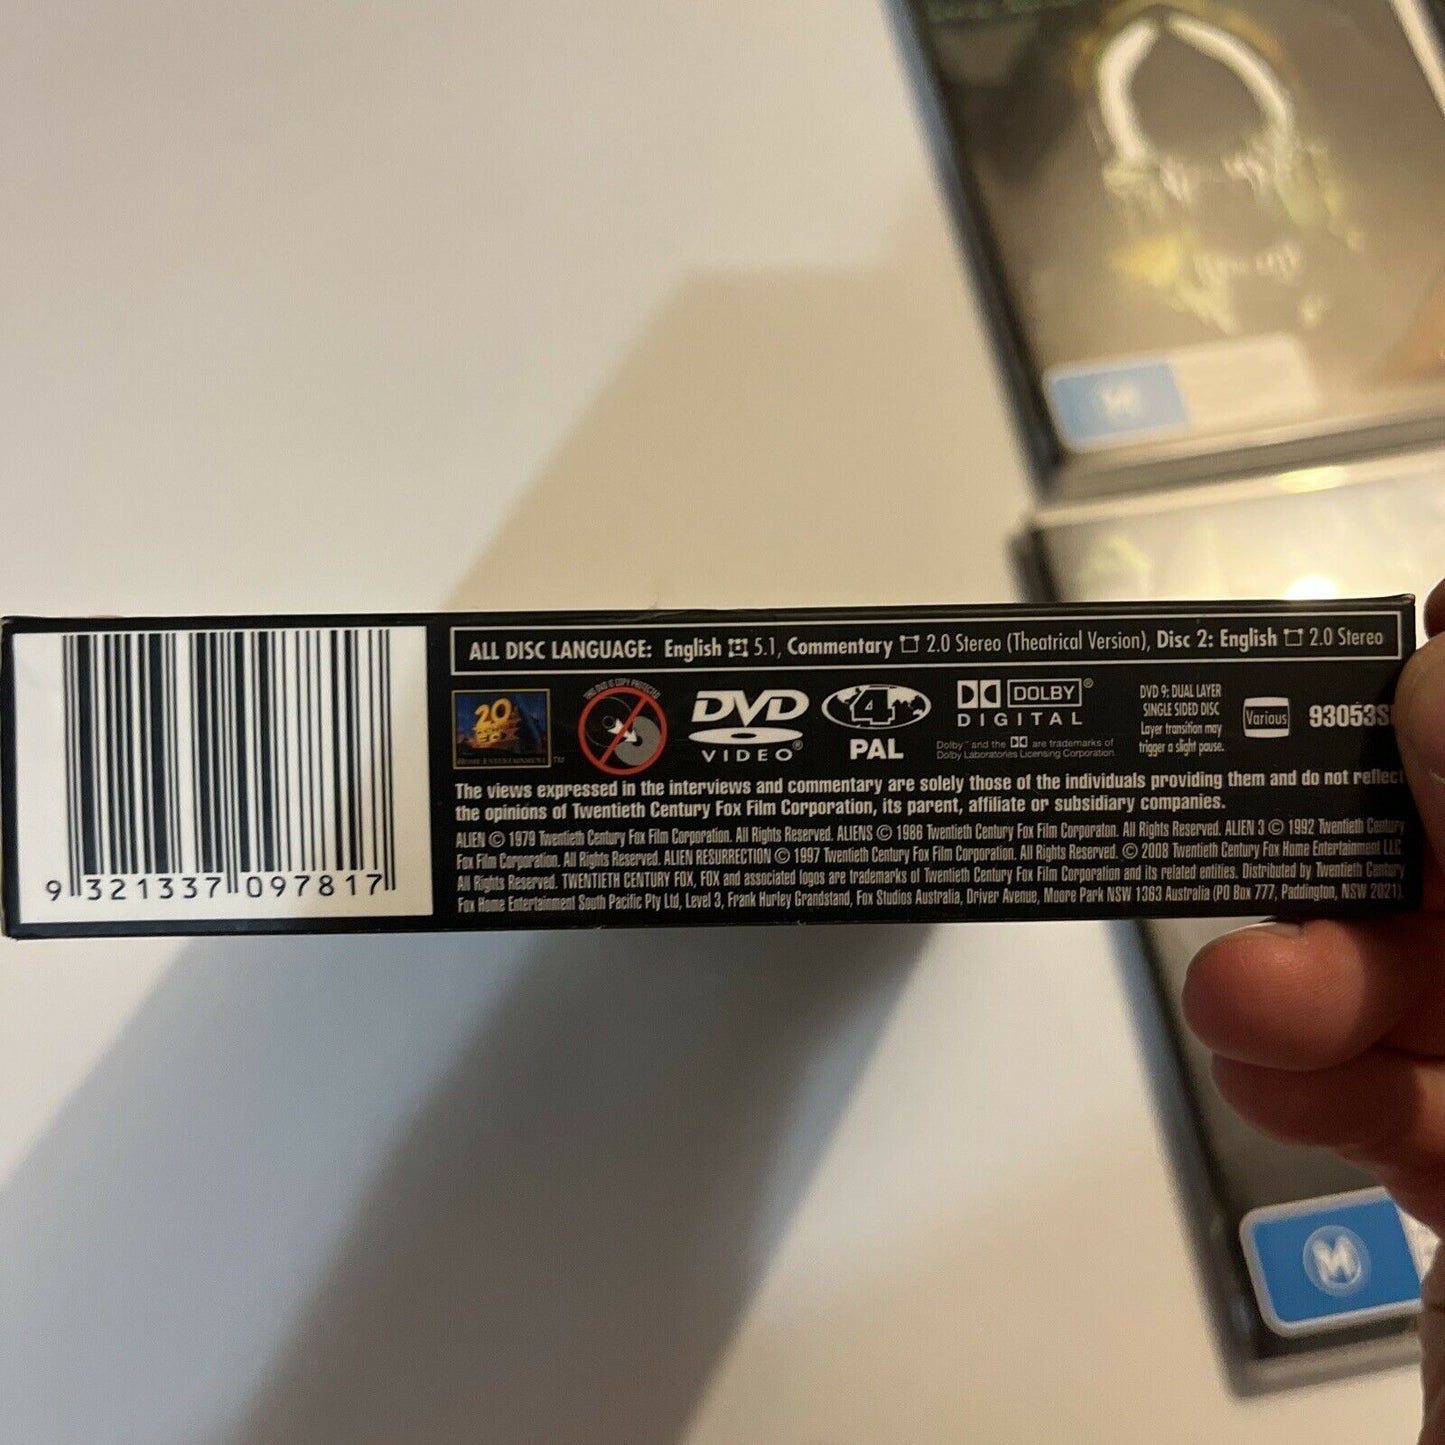 ALL DISC LANGUAGE: English 5.1, Commentary 2.0 Stereo (Theatrical Version), Disc 2: English 2.0 Stereo
20
FOX
HOME ENTERTAINMENT TM
THIS DVD IS COPY PROTECTED
DVD
VIDEO®
4
PAL
DOLBY®
DIGITAL
Dolby™ and the are trademarks of
Dolby Laboratories Licensing Corporation.
DVD 9: DUAL LAYER
SINGLE SIDED DISC
Layer transition may
trigger a slight pause.
Various
93053S
The views expressed in the interviews and commentary are solely those of the individuals providing them and do not reflect
the opinions of Twentieth Century Fox Film Corporation, its parent, affiliate or subsidiary companies.
ALIEN © 1979 Twentieth Century Fox Film Corporation. All Rights Reserved. ALIENS © 1986 Twentieth Century Fox Film Corporaton. All Rights Reserved. ALIEN 3 © 1992 Twentieth Century
Fox Film Corporation. All Rights Reserved. ALIEN RESURRECTION © 1997 Twentieth Century Fox Film Corporation. All Rights Reserved. © 2008 Twentieth Century Fox Home Entertainment LLC.
All Rights Reserved. TWENTIETH CENTURY FOX, FOX and associated logos are trademarks of Twentieth Century Fox Film Corporation and its related entities. Distributed by Twentieth Century
Fox Home Entertainment South Pacific Pty Ltd, Level 3, Frank Hurley Grandstand, Fox Studios Australia, Driver Avenue, Moore Park NSW 1363 Australia (PO Box 777, Paddington, NSW 2021).
9 321337 097817
M
M